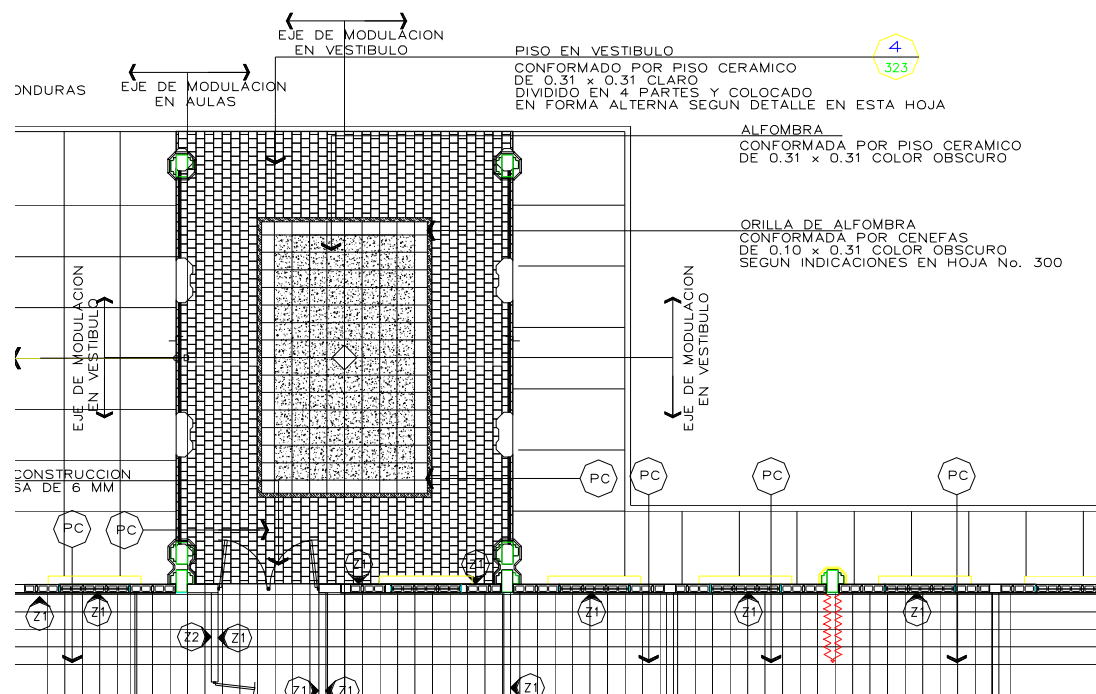 EJE DE MODULACION
EN VESTIBULO
PISO EN VESTIBULO
4
323
CONFORMADO POR PISO CERAMICO
DE 0.31 x 0.31 CLARO
DIVIDIDO EN 4 PARTES Y COLOCADO
EN FORMA ALTERNA SEGUN DETALLE EN ESTA HOJA
EJE DE MODULACION
EN AULAS
ONDURAS
ALFOMBRA
CONFORMADA POR PISO CERAMICO
DE 0.31 x 0.31 COLOR OBSCURO
ORILLA DE ALFOMBRA
CONFORMADA POR CENEFAS
DE 0.10 x 0.31 COLOR OBSCURO
SEGUN INDICACIONES EN HOJA No. 300
EJE DE MODULACION
EN VESTIBULO
EJE DE MODULACION
EN VESTIBULO
CONSTRUCCION
SA DE 6 MM
PC
PC
PC
PC
PC
PC
Z1
Z1
Z1
Z1
Z1
Z1
Z1
Z2
Z1
Z1
Z1
Z1